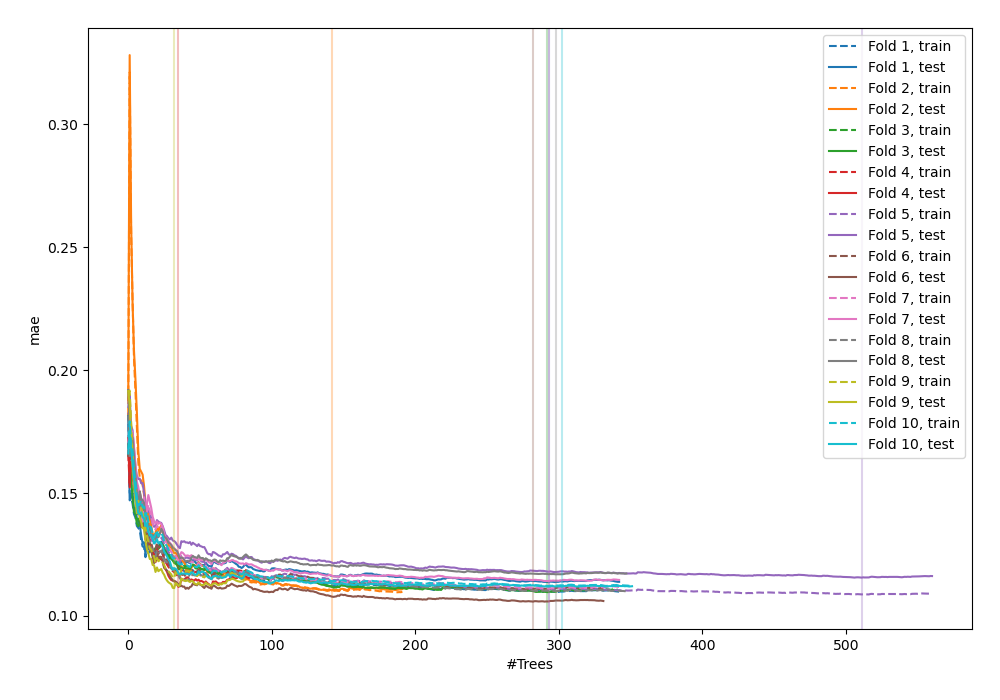 0.30
0.25
0.20
0.15
0.10
mae
0
100
200
300
400
500
#Trees
Fold 1, train
Fold 1, test
Fold 2, train
Fold 2, test
Fold 3, train
Fold 3, test
Fold 4, train
Fold 4, test
Fold 5, train
Fold 5, test
Fold 6, train
Fold 6, test
Fold 7, train
Fold 7, test
Fold 8, train
Fold 8, test
Fold 9, train
Fold 9, test
Fold 10, train
Fold 10, test